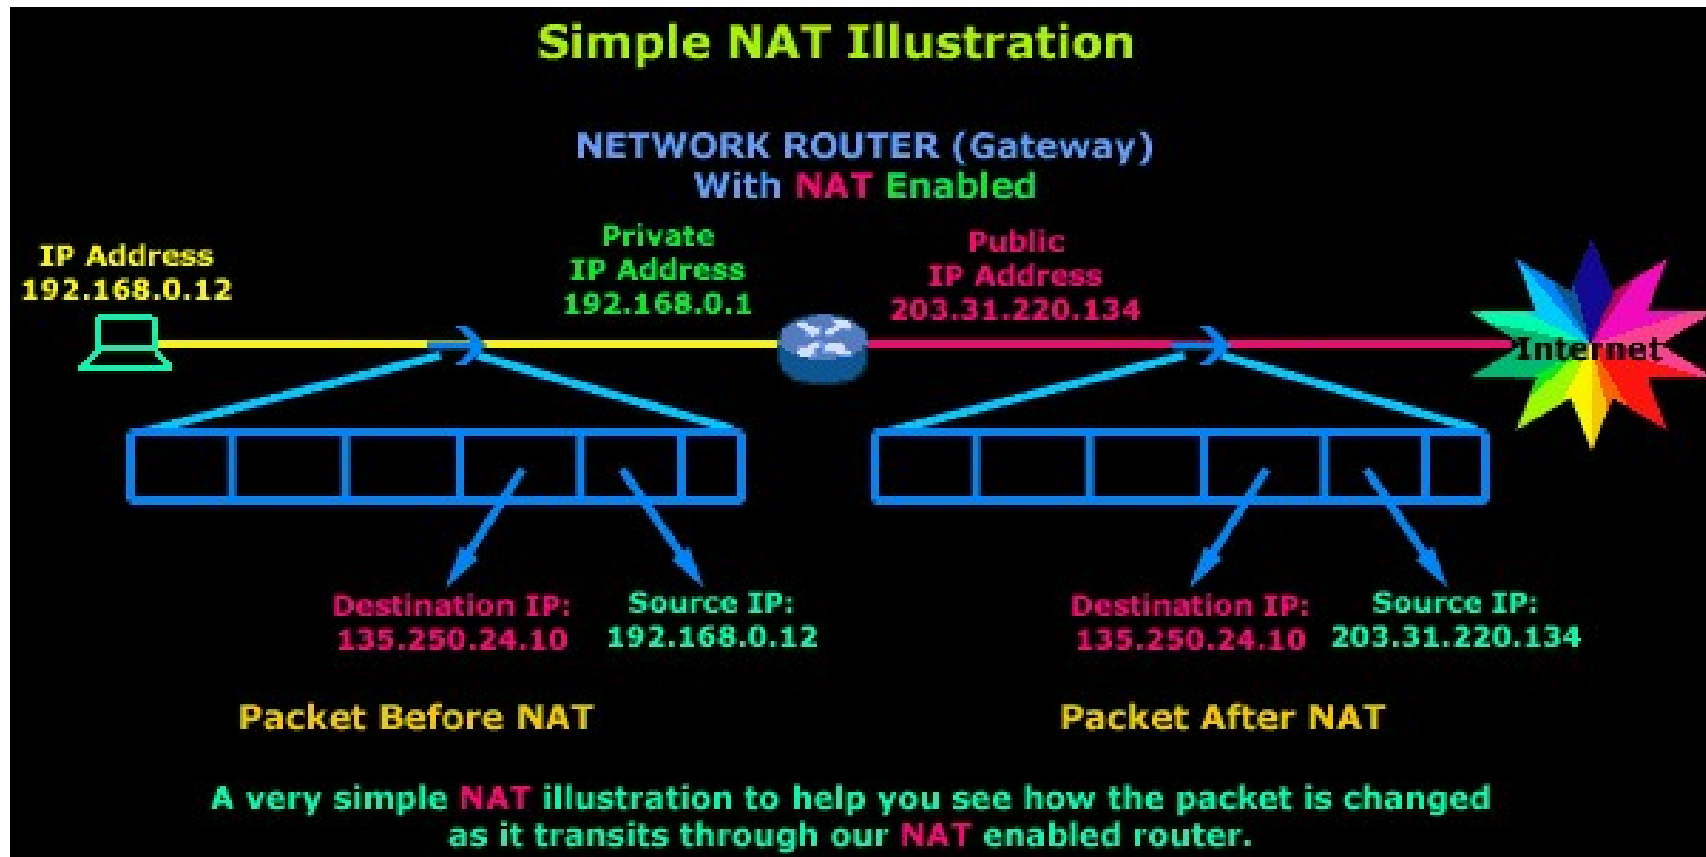 Simple NAT Illustration
NETWORK ROUTER (Gateway)
With NAT Enabled
IP Address
192.168.0.12
Private
IP Address
192.168.0.1
Public
IP Address
203.31.220.134
Internet
Destination IP:
135.250.24.10
Source IP:
192.168.0.12
Destination IP:
135.250.24.10
Source IP:
203.31.220.134
Packet Before NAT
Packet After NAT
A very simple NAT illustration to help you see how the packet is changed
as it transits through our NAT enabled router.